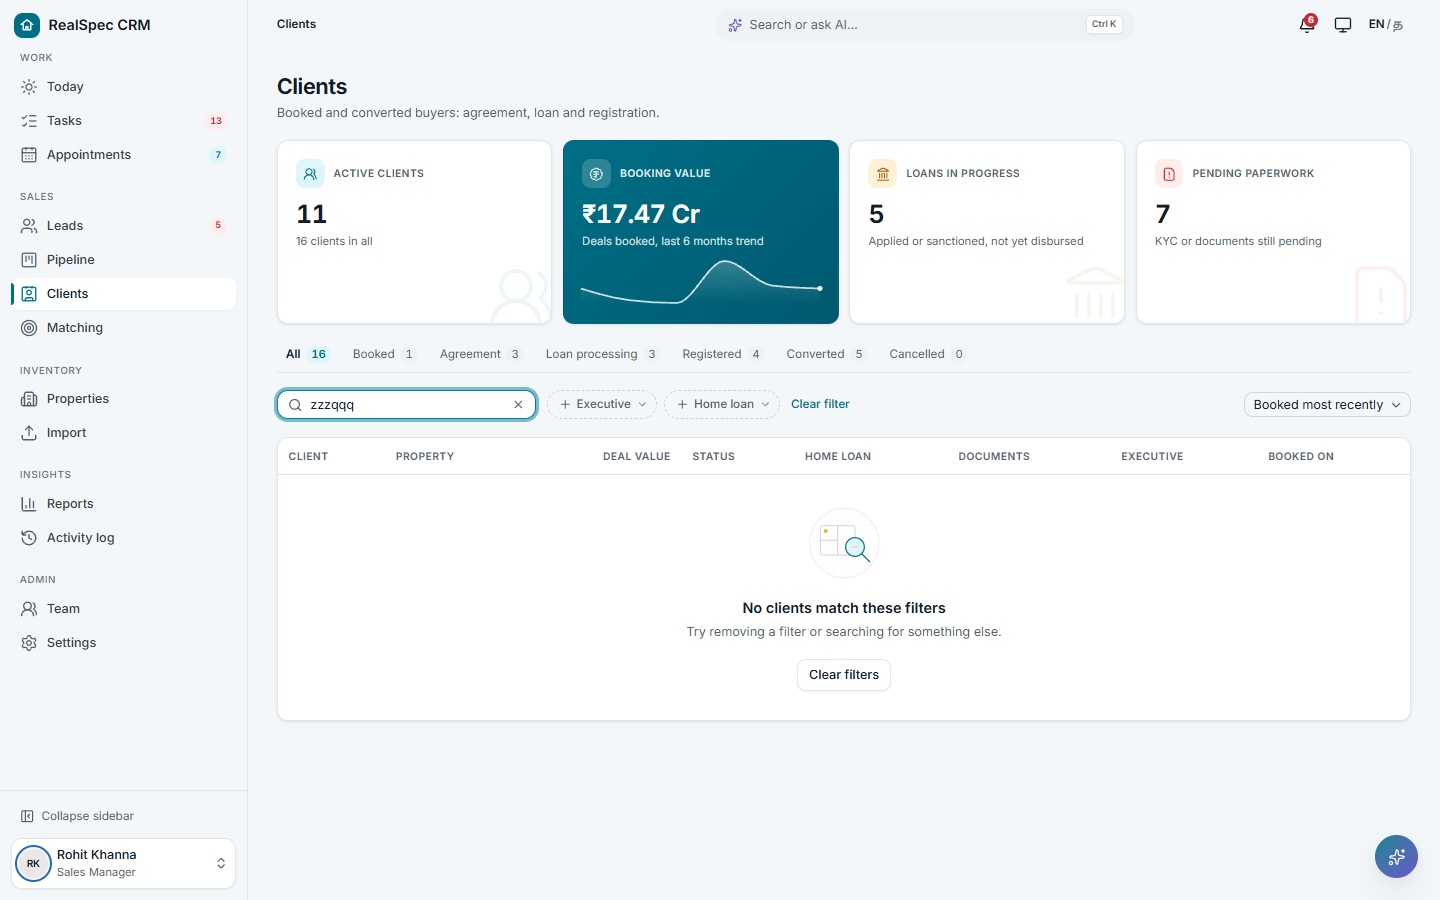 RealSpec CRM
WORK
Today
Tasks 13
Appointments 7
SALES
Leads 5
Pipeline
Clients
Matching
INVENTORY
Properties
Import
INSIGHTS
Reports
Activity log
ADMIN
Team
Settings
Collapse sidebar
RK
Rohit Khanna
Sales Manager
Clients
Search or ask AI...
Ctrl K
6
EN / த
Clients
Booked and converted buyers: agreement, loan and registration.
ACTIVE CLIENTS
11
16 clients in all
BOOKING VALUE
₹17.47 Cr
Deals booked, last 6 months trend
LOANS IN PROGRESS
5
Applied or sanctioned, not yet disbursed
PENDING PAPERWORK
7
KYC or documents still pending
All 16 Booked 1 Agreement 3 Loan processing 3 Registered 4 Converted 5 Cancelled 0
zzzqqq
Executive
Home loan
Clear filter
Booked most recently
CLIENT PROPERTY DEAL VALUE STATUS HOME LOAN DOCUMENTS EXECUTIVE BOOKED ON
No clients match these filters
Try removing a filter or searching for something else.
Clear filters